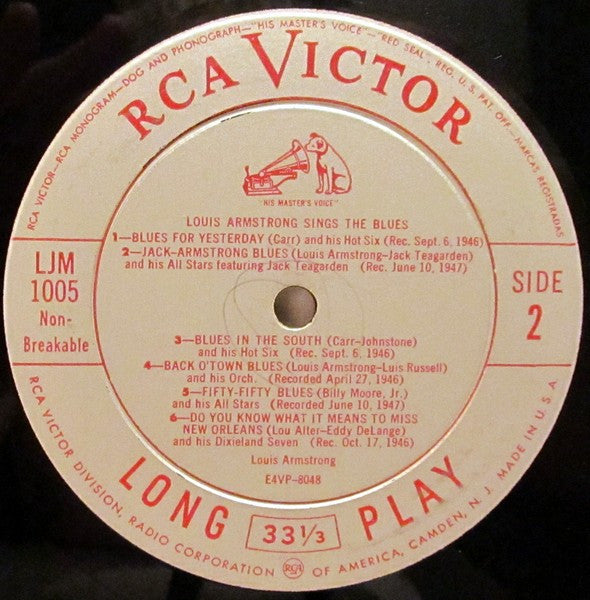 RCA VICTOR—RCA MONOGRAM—DOG AND PHONOGRAPH—"HIS MASTER'S VOICE"—"RED SEAL", REG. U.S. PAT. OFF.—MARCAS REGISTRADAS
RCA VICTOR
"HIS MASTER'S VOICE"
LOUIS ARMSTRONG SINGS THE BLUES
1—BLUES FOR YESTERDAY (Carr) and his Hot Six (Rec. Sept. 6, 1946)
2—JACK-ARMSTRONG BLUES (Louis Armstrong-Jack Teagarden)
and his All Stars featuring Jack Teagarden (Rec. June 10, 1947)
LJM
1005
Non-
Breakable
SIDE
2
3—BLUES IN THE SOUTH (Carr-Johnstone)
and his Hot Six (Rec. Sept. 6, 1946)
4—BACK O'TOWN BLUES (Louis Armstrong-Luis Russell)
and his Orch. (Recorded April 27, 1946)
5—FIFTY-FIFTY BLUES (Billy Moore, Jr.)
and his All Stars (Recorded June 10, 1947)
6—DO YOU KNOW WHAT IT MEANS TO MISS
NEW ORLEANS (Lou Alter-Eddy DeLange)
and his Dixieland Seven (Rec. Oct. 17, 1946)
Louis Armstrong
E4VP-8048
LONG 33 1/3 PLAY
RCA VICTOR DIVISION, RADIO CORPORATION RCA OF AMERICA, CAMDEN, N. J. MADE IN U.S.A.